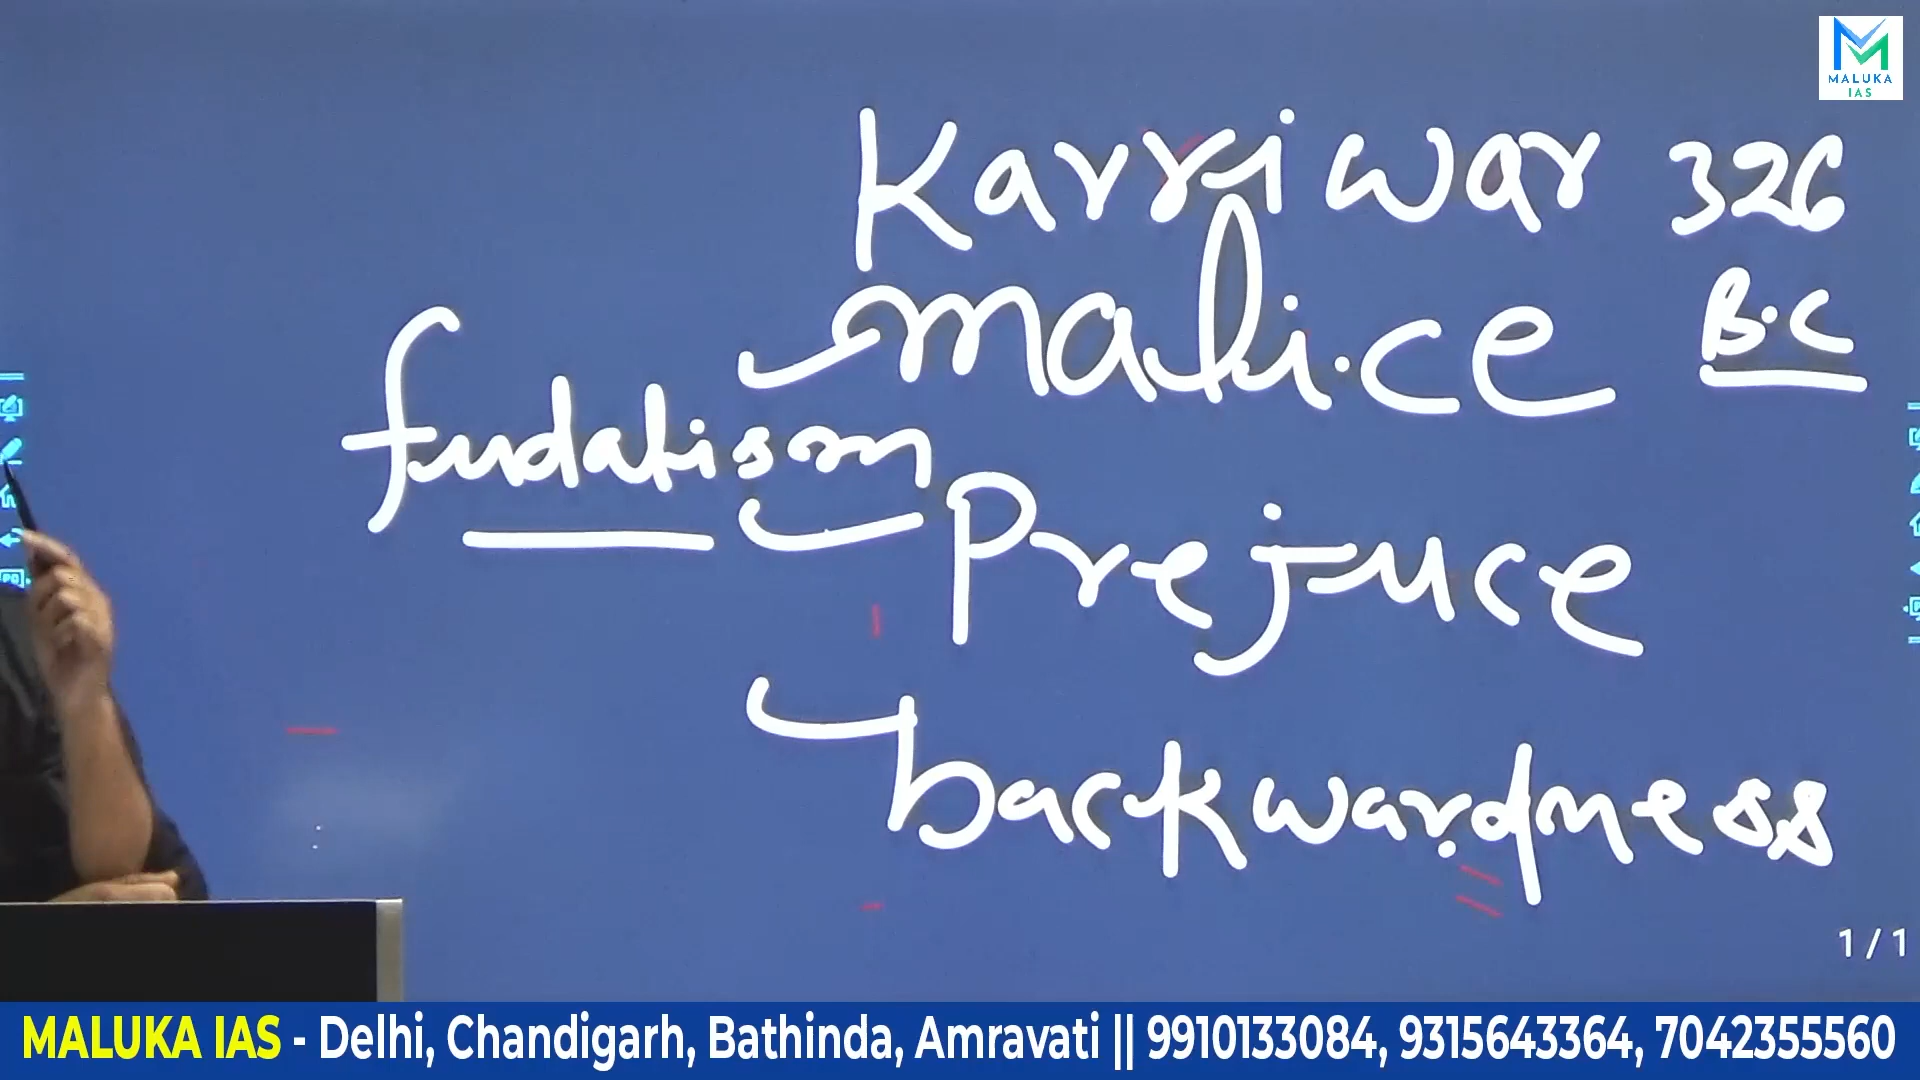 MALUKA
IAS
Karriwar 326
B.C
malice
fudalism
Prejuce
backwardness
1 / 1
MALUKA IAS - Delhi, Chandigarh, Bathinda, Amravati || 9910133084, 9315643364, 7042355560